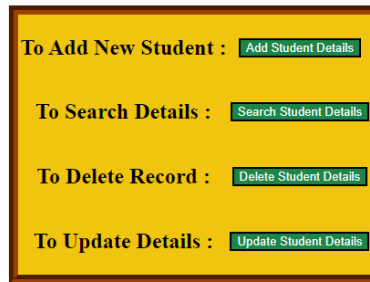 To Add New Student : Add Student Details
To Search Details : Search Student Details
To Delete Record : Delete Student Details
To Update Details : Update Student Details